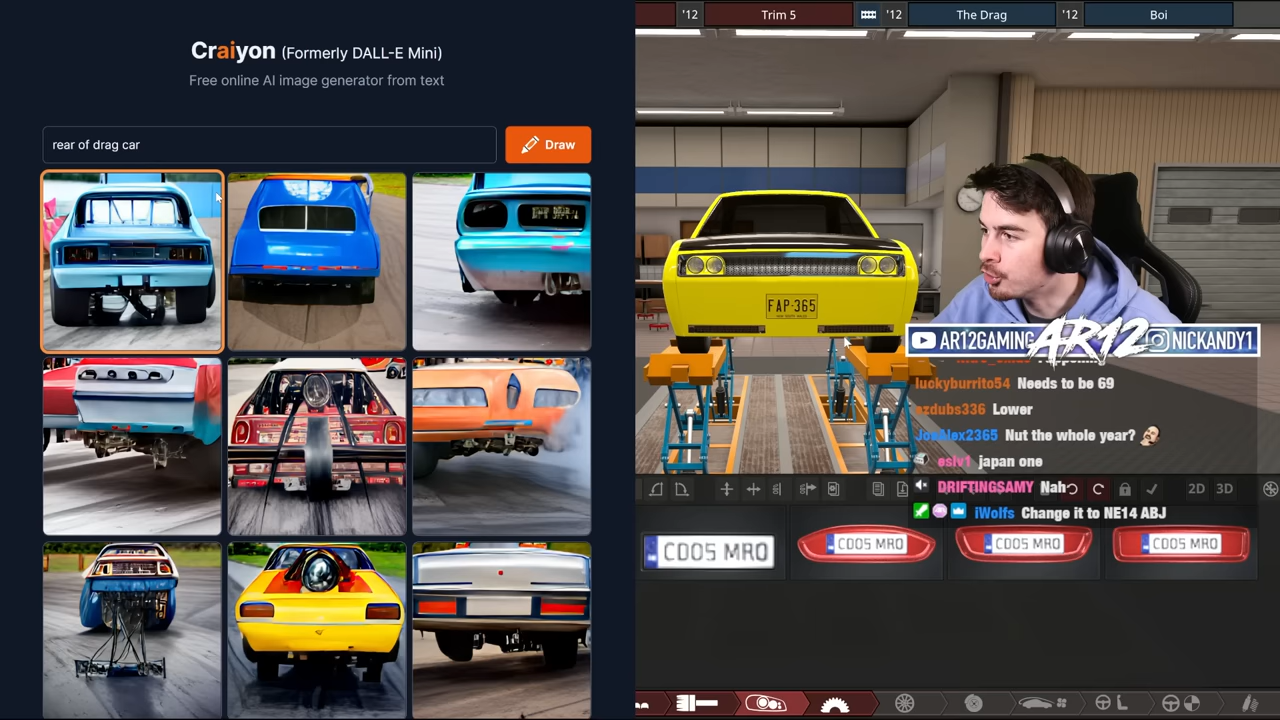 Craiyon (Formerly DALL-E Mini)
Free online AI image generator from text
rear of drag car
Draw
'12 Trim 5 '12 The Drag '12 Boi
FAP·365
AR12GAMING AR12 NICKANDY1
luckyburrito54 Needs to be 69
ezdubs336 Lower
JonAlex2365 Nut the whole year?
eslv1 japan one
DRIFTINGSAMY Nah
iWolfs Change it to NE14 ABJ
2D 3D
CD05 MRO
CD05 MRO
CD05 MRO
CD05 MRO